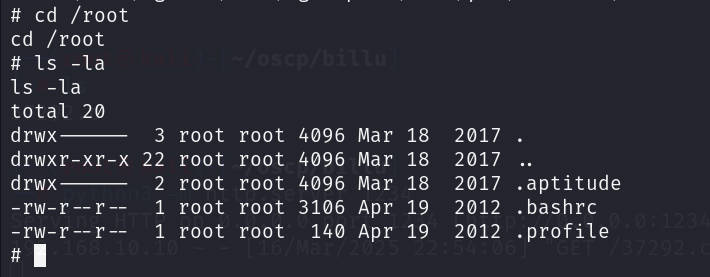 # cd /root
cd /root
# ls -la
ls -la
total 20
drwx------  3 root root 4096 Mar 18  2017 .
drwxr-xr-x 22 root root 4096 Mar 18  2017 ..
drwx------  2 root root 4096 Mar 18  2017 .aptitude
-rw-r--r--  1 root root 3106 Apr 19  2012 .bashrc
-rw-r--r--  1 root root  140 Apr 19  2012 .profile
#